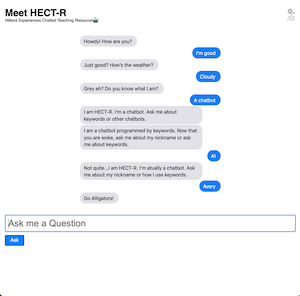 Meet HECT-R
Hilliard Experiences Chatbot Teaching Resource
Howdy! How are you?
I'm good
Just good? How's the weather?
Cloudy
Grey eh? Do you know what I am?
A chatbot
I am HECT-R. I'm a chatbot. Ask me about
keywords or other chatbots.
I am a chatbot programmed by keywords. Now that
you are woke, ask me about my nickname or ask
me about keywords.
AI
Not quite...I am HECT-R. I'm atually a chatbot. Ask
me about my nickname or how I use keywords.
Avery
Go Alligators!
Ask me a Question
Ask